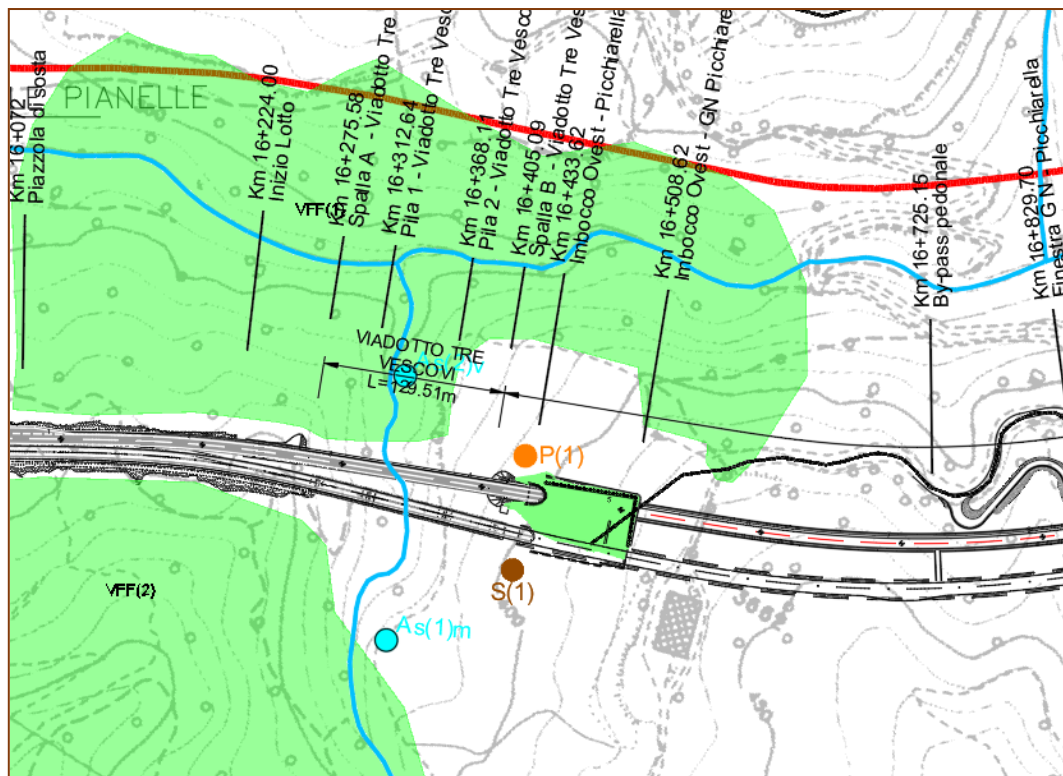 PIANELLE
Km 16+072
Piazzola di sosta
Km 16+224.00
Inizio Lotto
Km 16+275.58
Spalla A - Viadotto Tre
Km 16+312.64
Pila 1 - Viadotto Tre Vesco
Km 16+368.11
Pila 2 - Viadotto Tre Vesco
Km 16+405.09
Spalla B - Viadotto Tre Ve
Km 16+433.62
Imbocco Ovest - Picchiarella
Km 16+508.62
Imbocco Ovest - GN Picchiare
Km 16+725.15
By-pass pedonale
Km 16+829.70
Finestra GN - Picchiarella
VFF(1)
VIADOTTO TRE
VESCOVI
L=129.51m
As(2)v
P(1)
S(1)
As(1)m
VFF(2)